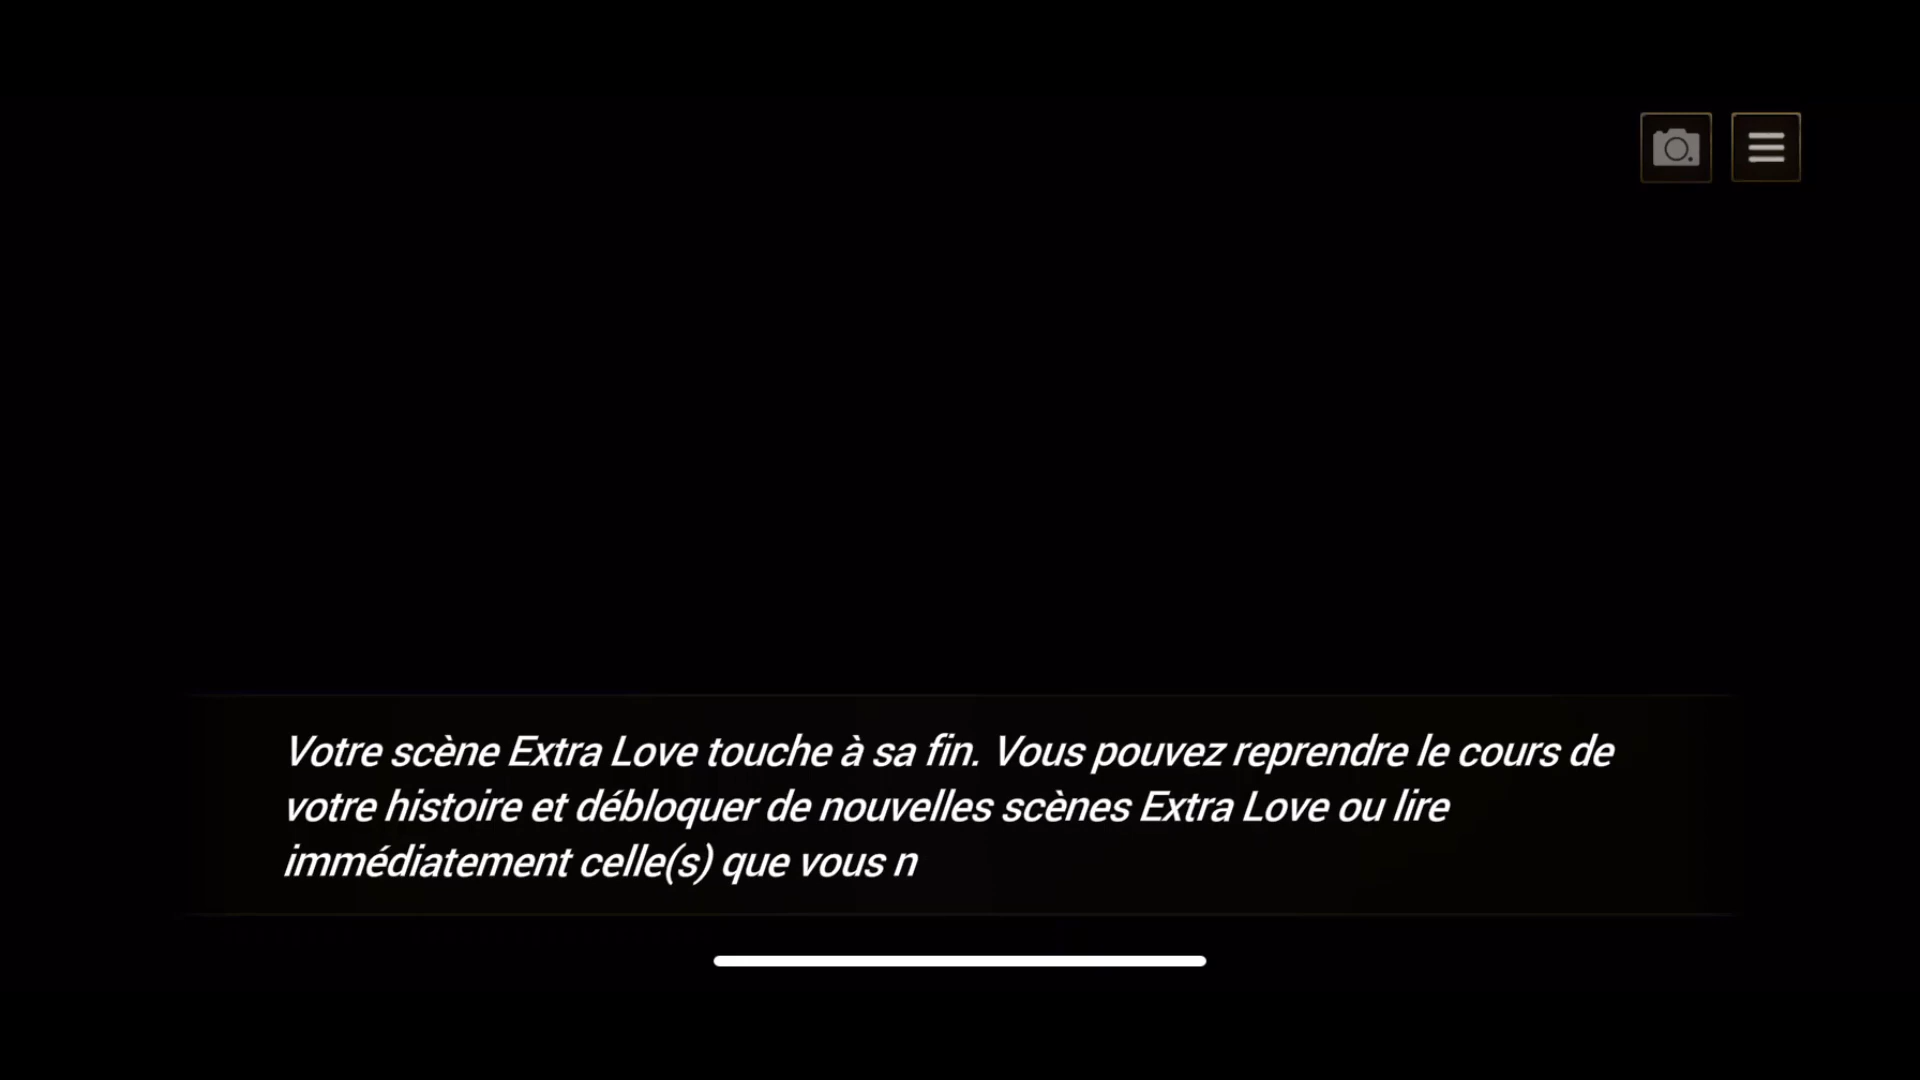 Votre scène Extra Love touche à sa fin. Vous pouvez reprendre le cours de
votre histoire et débloquer de nouvelles scènes Extra Love ou lire
immédiatement celle(s) que vous n